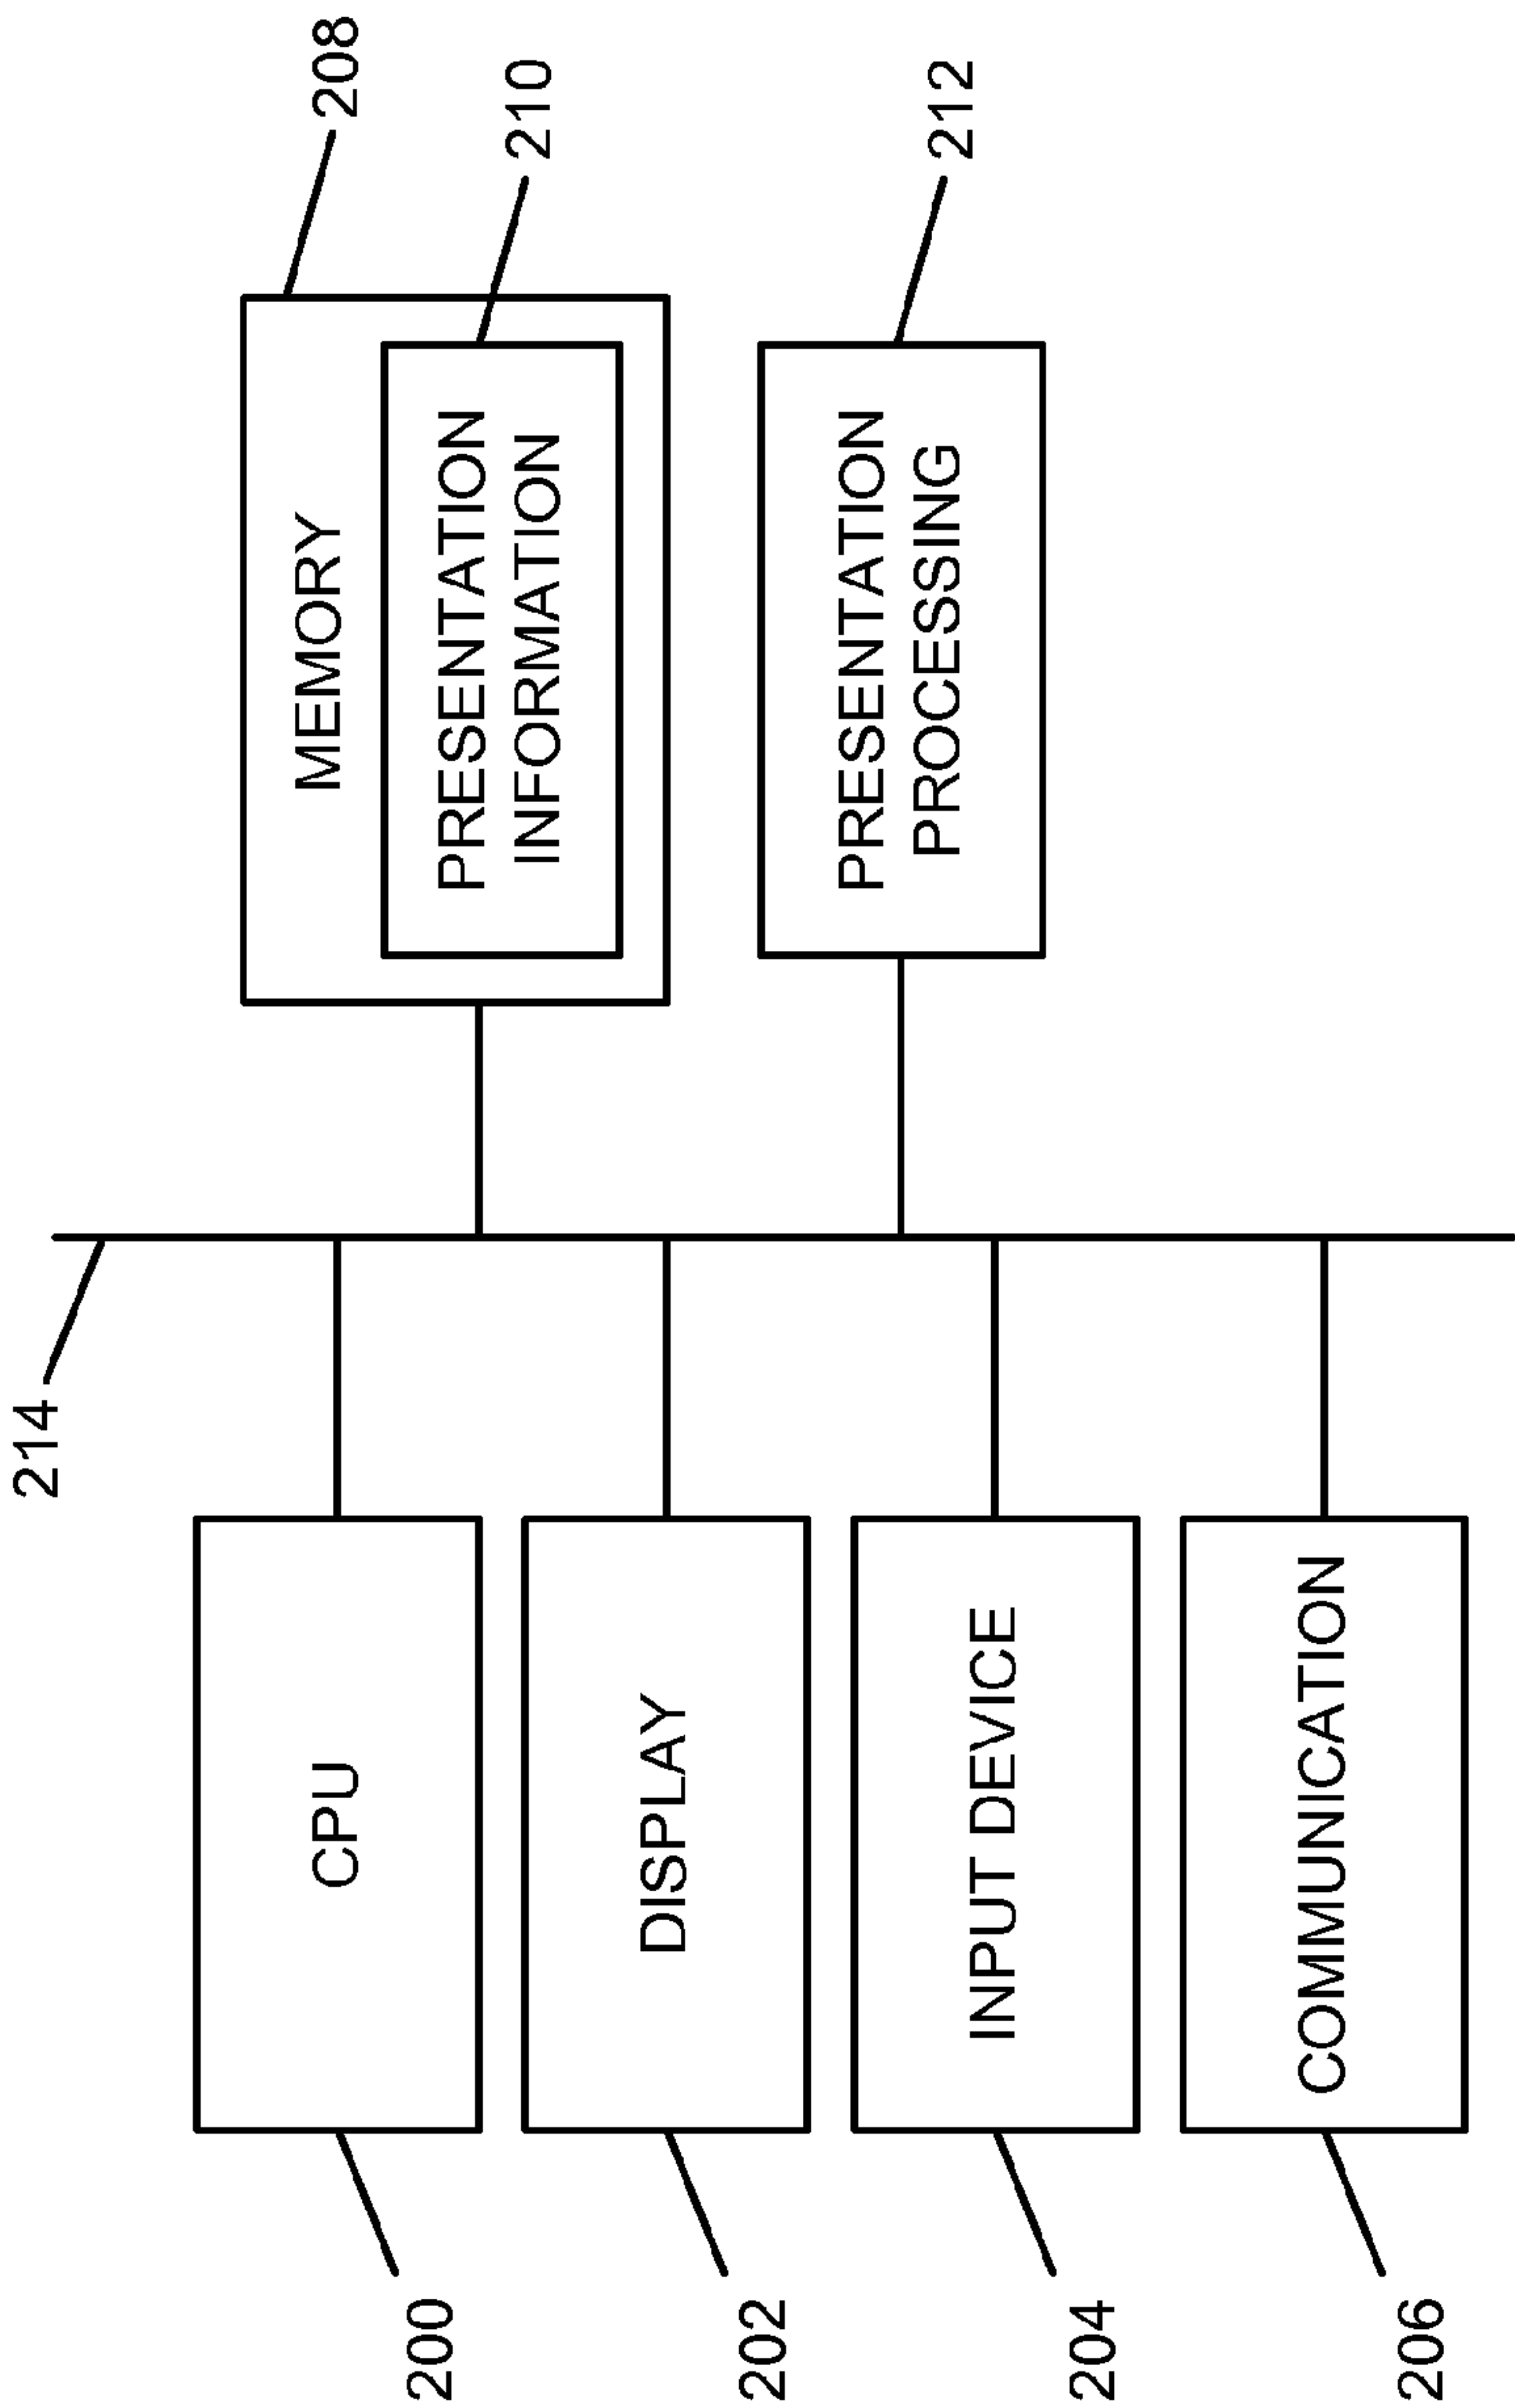 214
CPU
200
DISPLAY
202
INPUT DEVICE
204
COMMUNICATION
206
MEMORY
208
PRESENTATION
INFORMATION
210
PRESENTATION
PROCESSING
212